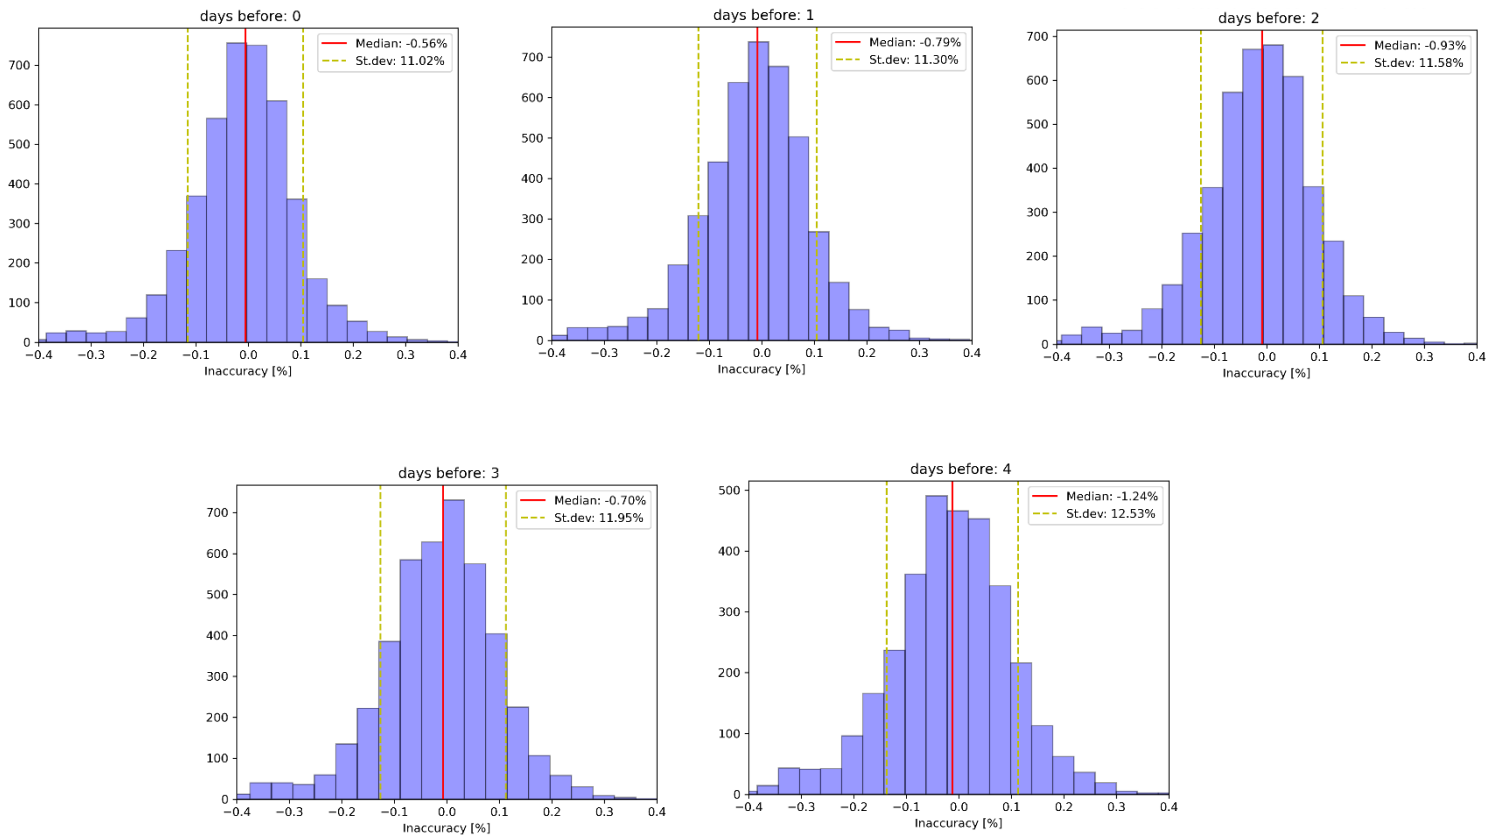 days before: 0
Median: -0.56%
St.dev: 11.02%
700
600
500
400
300
200
100
0
−0.4 −0.3 −0.2 −0.1 0.0 0.1 0.2 0.3 0.4
Inaccuracy [%]
days before: 1
Median: -0.79%
St.dev: 11.30%
700
600
500
400
300
200
100
0
−0.4 −0.3 −0.2 −0.1 0.0 0.1 0.2 0.3 0.4
Inaccuracy [%]
days before: 2
Median: -0.93%
St.dev: 11.58%
700
600
500
400
300
200
100
0
−0.4 −0.3 −0.2 −0.1 0.0 0.1 0.2 0.3 0.4
Inaccuracy [%]
days before: 3
Median: -0.70%
St.dev: 11.95%
700
600
500
400
300
200
100
0
−0.4 −0.3 −0.2 −0.1 0.0 0.1 0.2 0.3 0.4
Inaccuracy [%]
days before: 4
Median: -1.24%
St.dev: 12.53%
500
400
300
200
100
0
−0.4 −0.3 −0.2 −0.1 0.0 0.1 0.2 0.3 0.4
Inaccuracy [%]